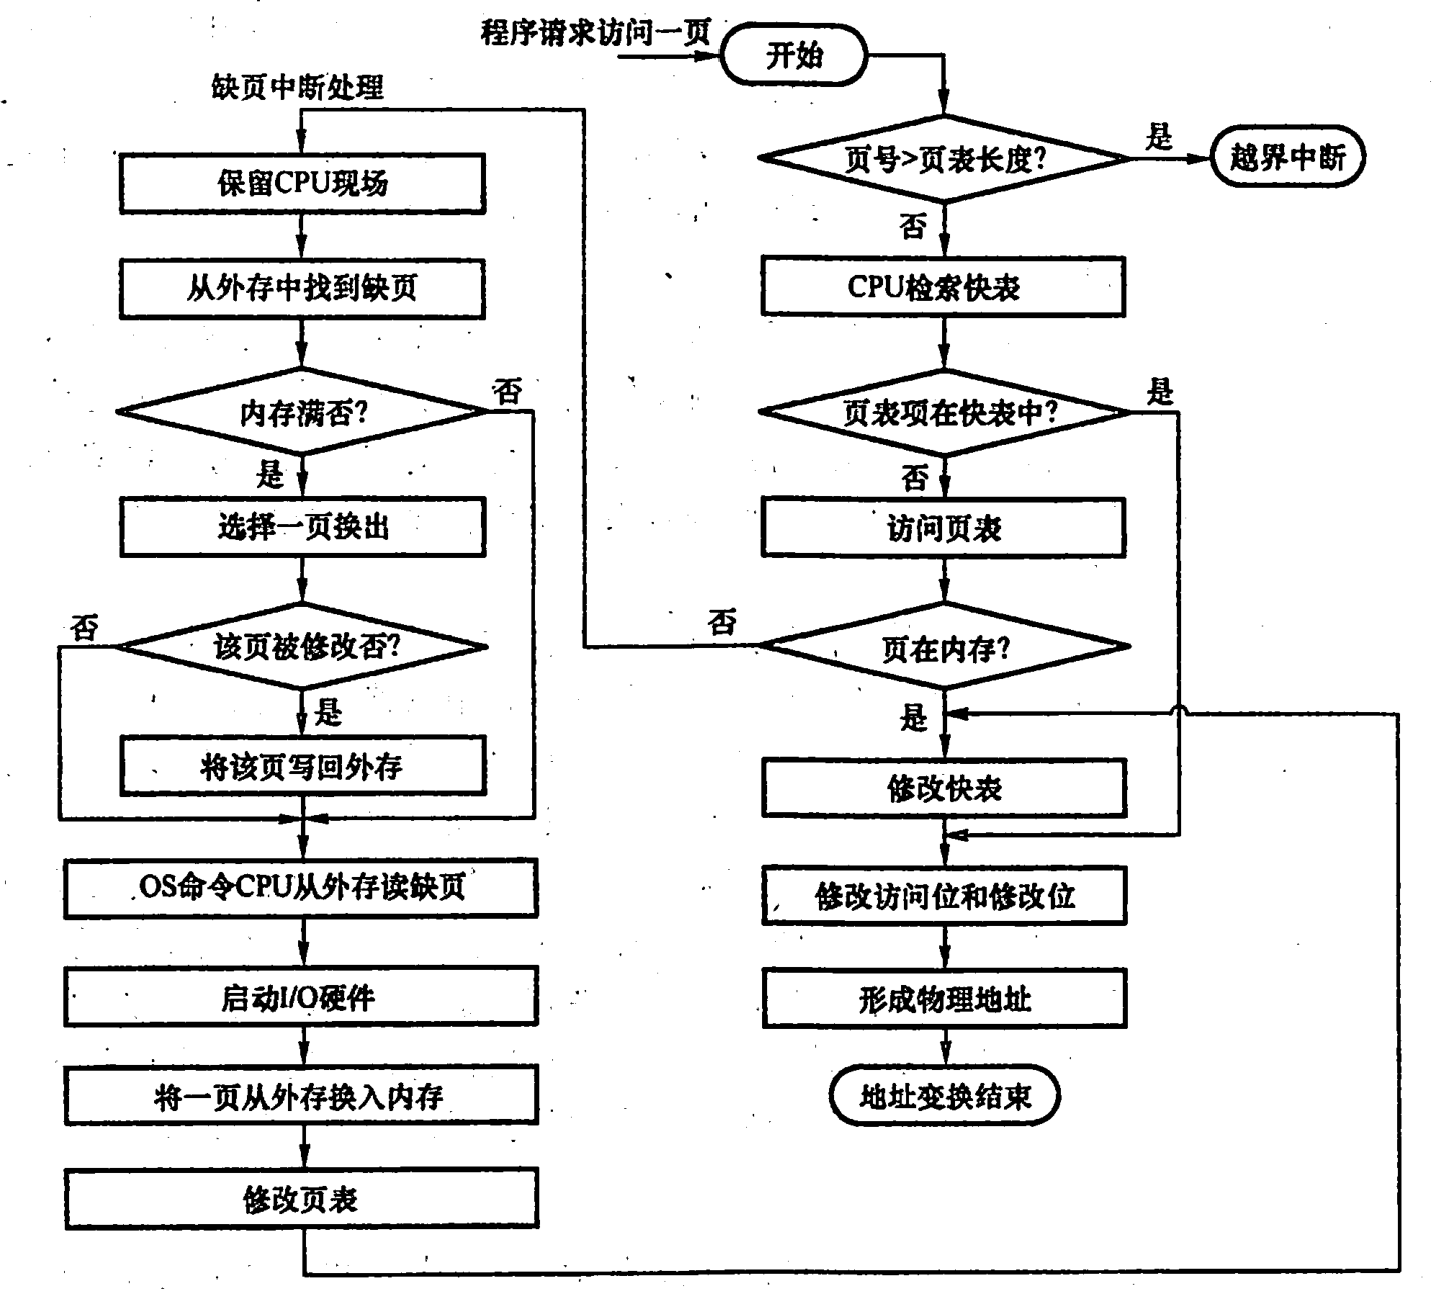 程序请求访问一页
开始
缺页中断处理
页号>页表长度?
是
越界中断
保留CPU现场
否
从外存中找到缺页
CPU检索快表
内存满否?
否
页表项在快表中?
是
是
否
选择一页换出
访问页表
否
该页被修改否?
否
页在内存?
是
是
将该页写回外存
修改快表
OS命令CPU从外存读缺页
修改访问位和修改位
启动I/O硬件
形成物理地址
将一页从外存换入内存
地址变换结束
修改页表